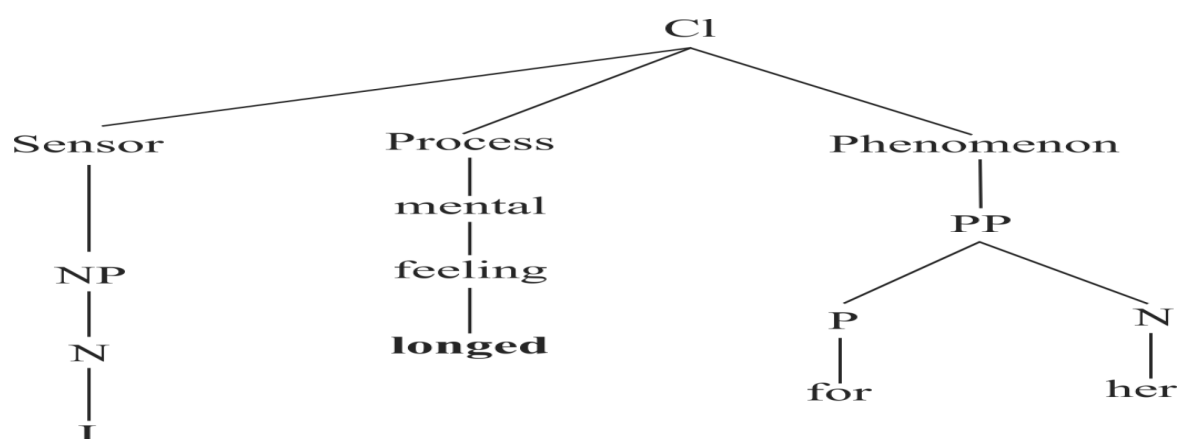 Cl
Sensor Process Phenomenon
mental
PP
NP feeling
P N
N longed
for her
I